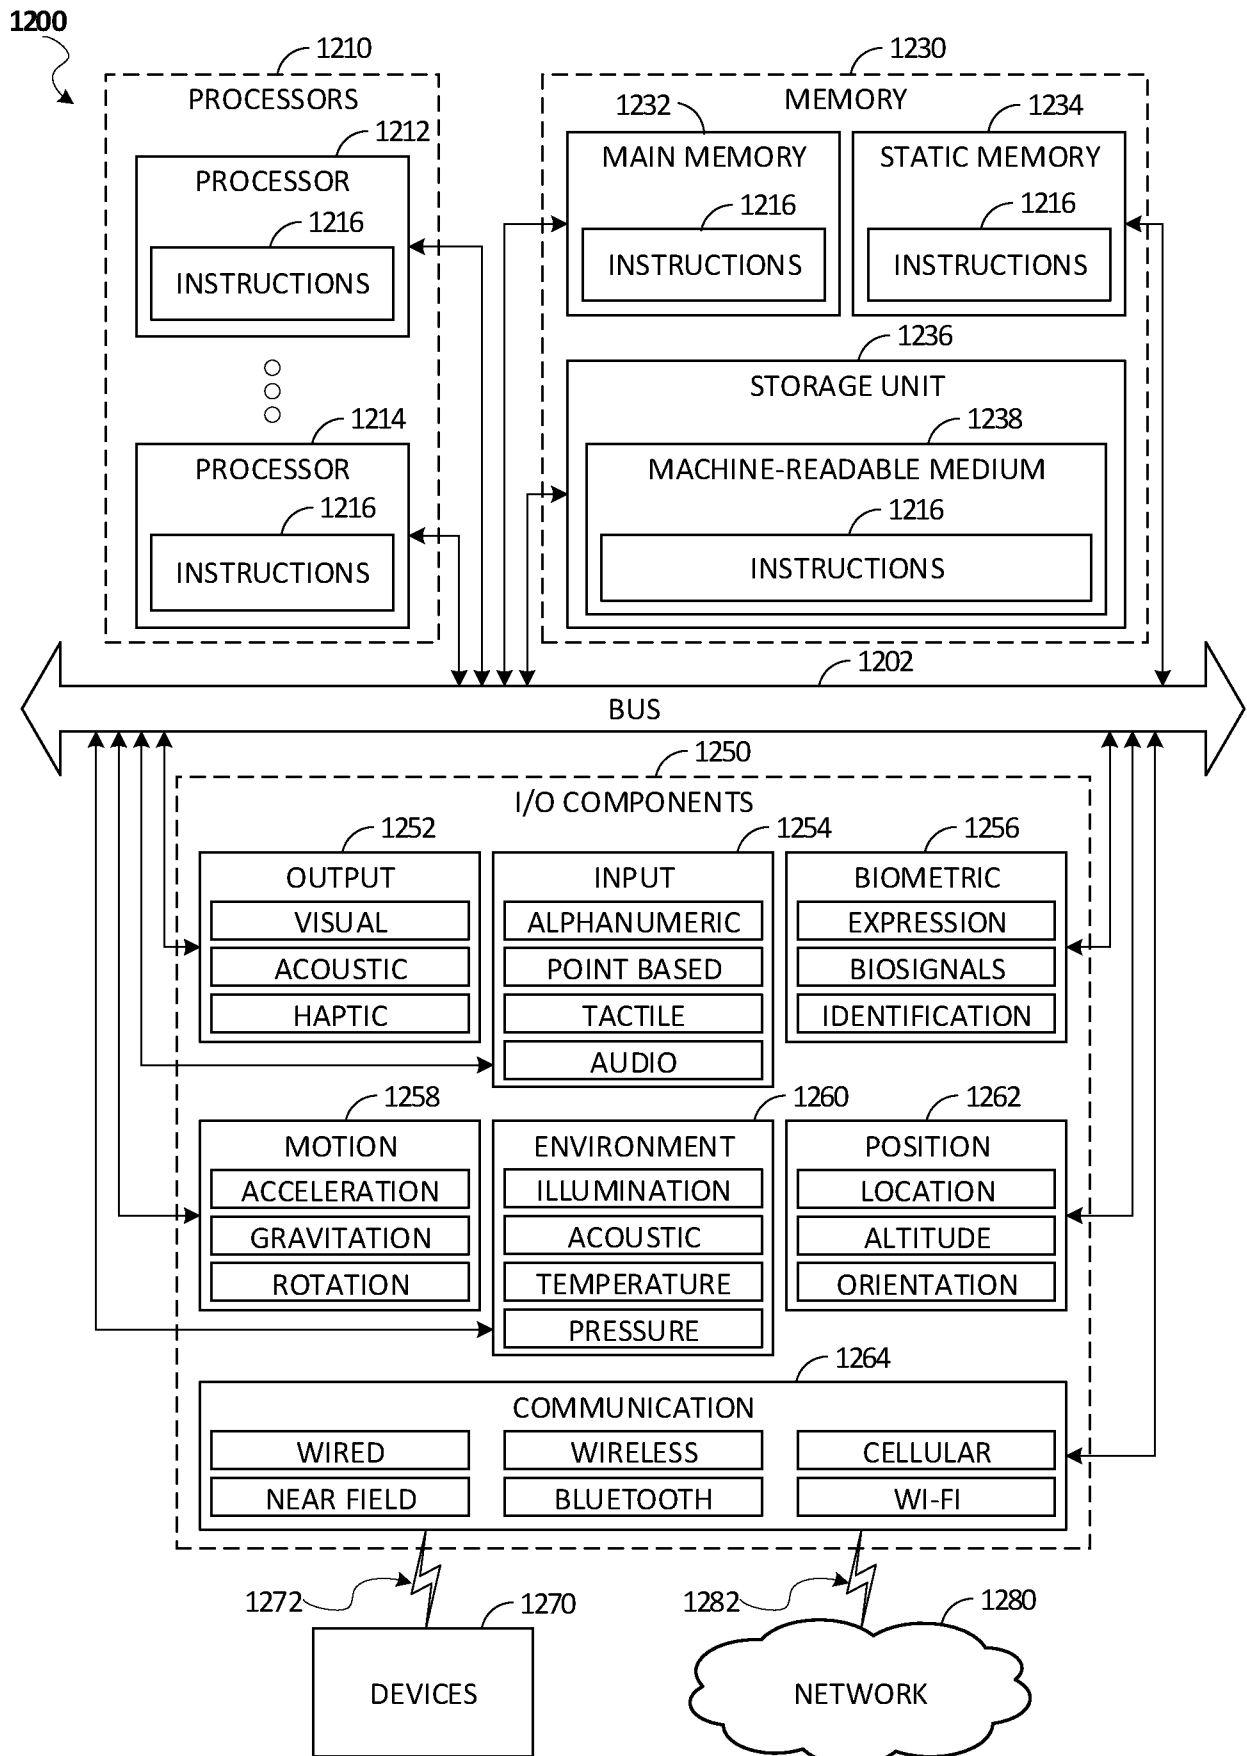 1200
1210
PROCESSORS
1212
PROCESSOR
1216
INSTRUCTIONS
1214
PROCESSOR
1216
INSTRUCTIONS
1230
MEMORY
1232
MAIN MEMORY
1216
INSTRUCTIONS
1234
STATIC MEMORY
1216
INSTRUCTIONS
1236
STORAGE UNIT
1238
MACHINE-READABLE MEDIUM
1216
INSTRUCTIONS
1202
BUS
1250
I/O COMPONENTS
1252
OUTPUT
VISUAL
ACOUSTIC
HAPTIC
1254
INPUT
ALPHANUMERIC
POINT BASED
TACTILE
AUDIO
1256
BIOMETRIC
EXPRESSION
BIOSIGNALS
IDENTIFICATION
1258
MOTION
ACCELERATION
GRAVITATION
ROTATION
1260
ENVIRONMENT
ILLUMINATION
ACOUSTIC
TEMPERATURE
PRESSURE
1262
POSITION
LOCATION
ALTITUDE
ORIENTATION
1264
COMMUNICATION
WIRED
WIRELESS
CELLULAR
NEAR FIELD
BLUETOOTH
WI-FI
1272
1270
DEVICES
1282
1280
NETWORK